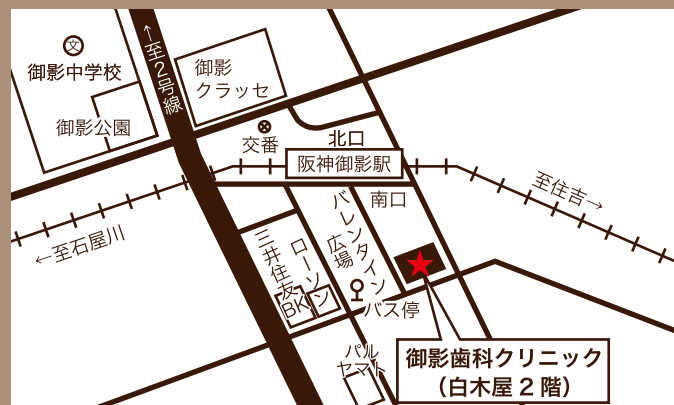 文
御影中学校
御影公園
←至2号線
御影
クラッセ
交番
北口
阪神御影駅
南口
至住吉→
←至石屋川
三井住友
BK
ローソン
バレンタイン
広場
バス停
パル
ヤマト
御影歯科クリニック
（白木屋2階）